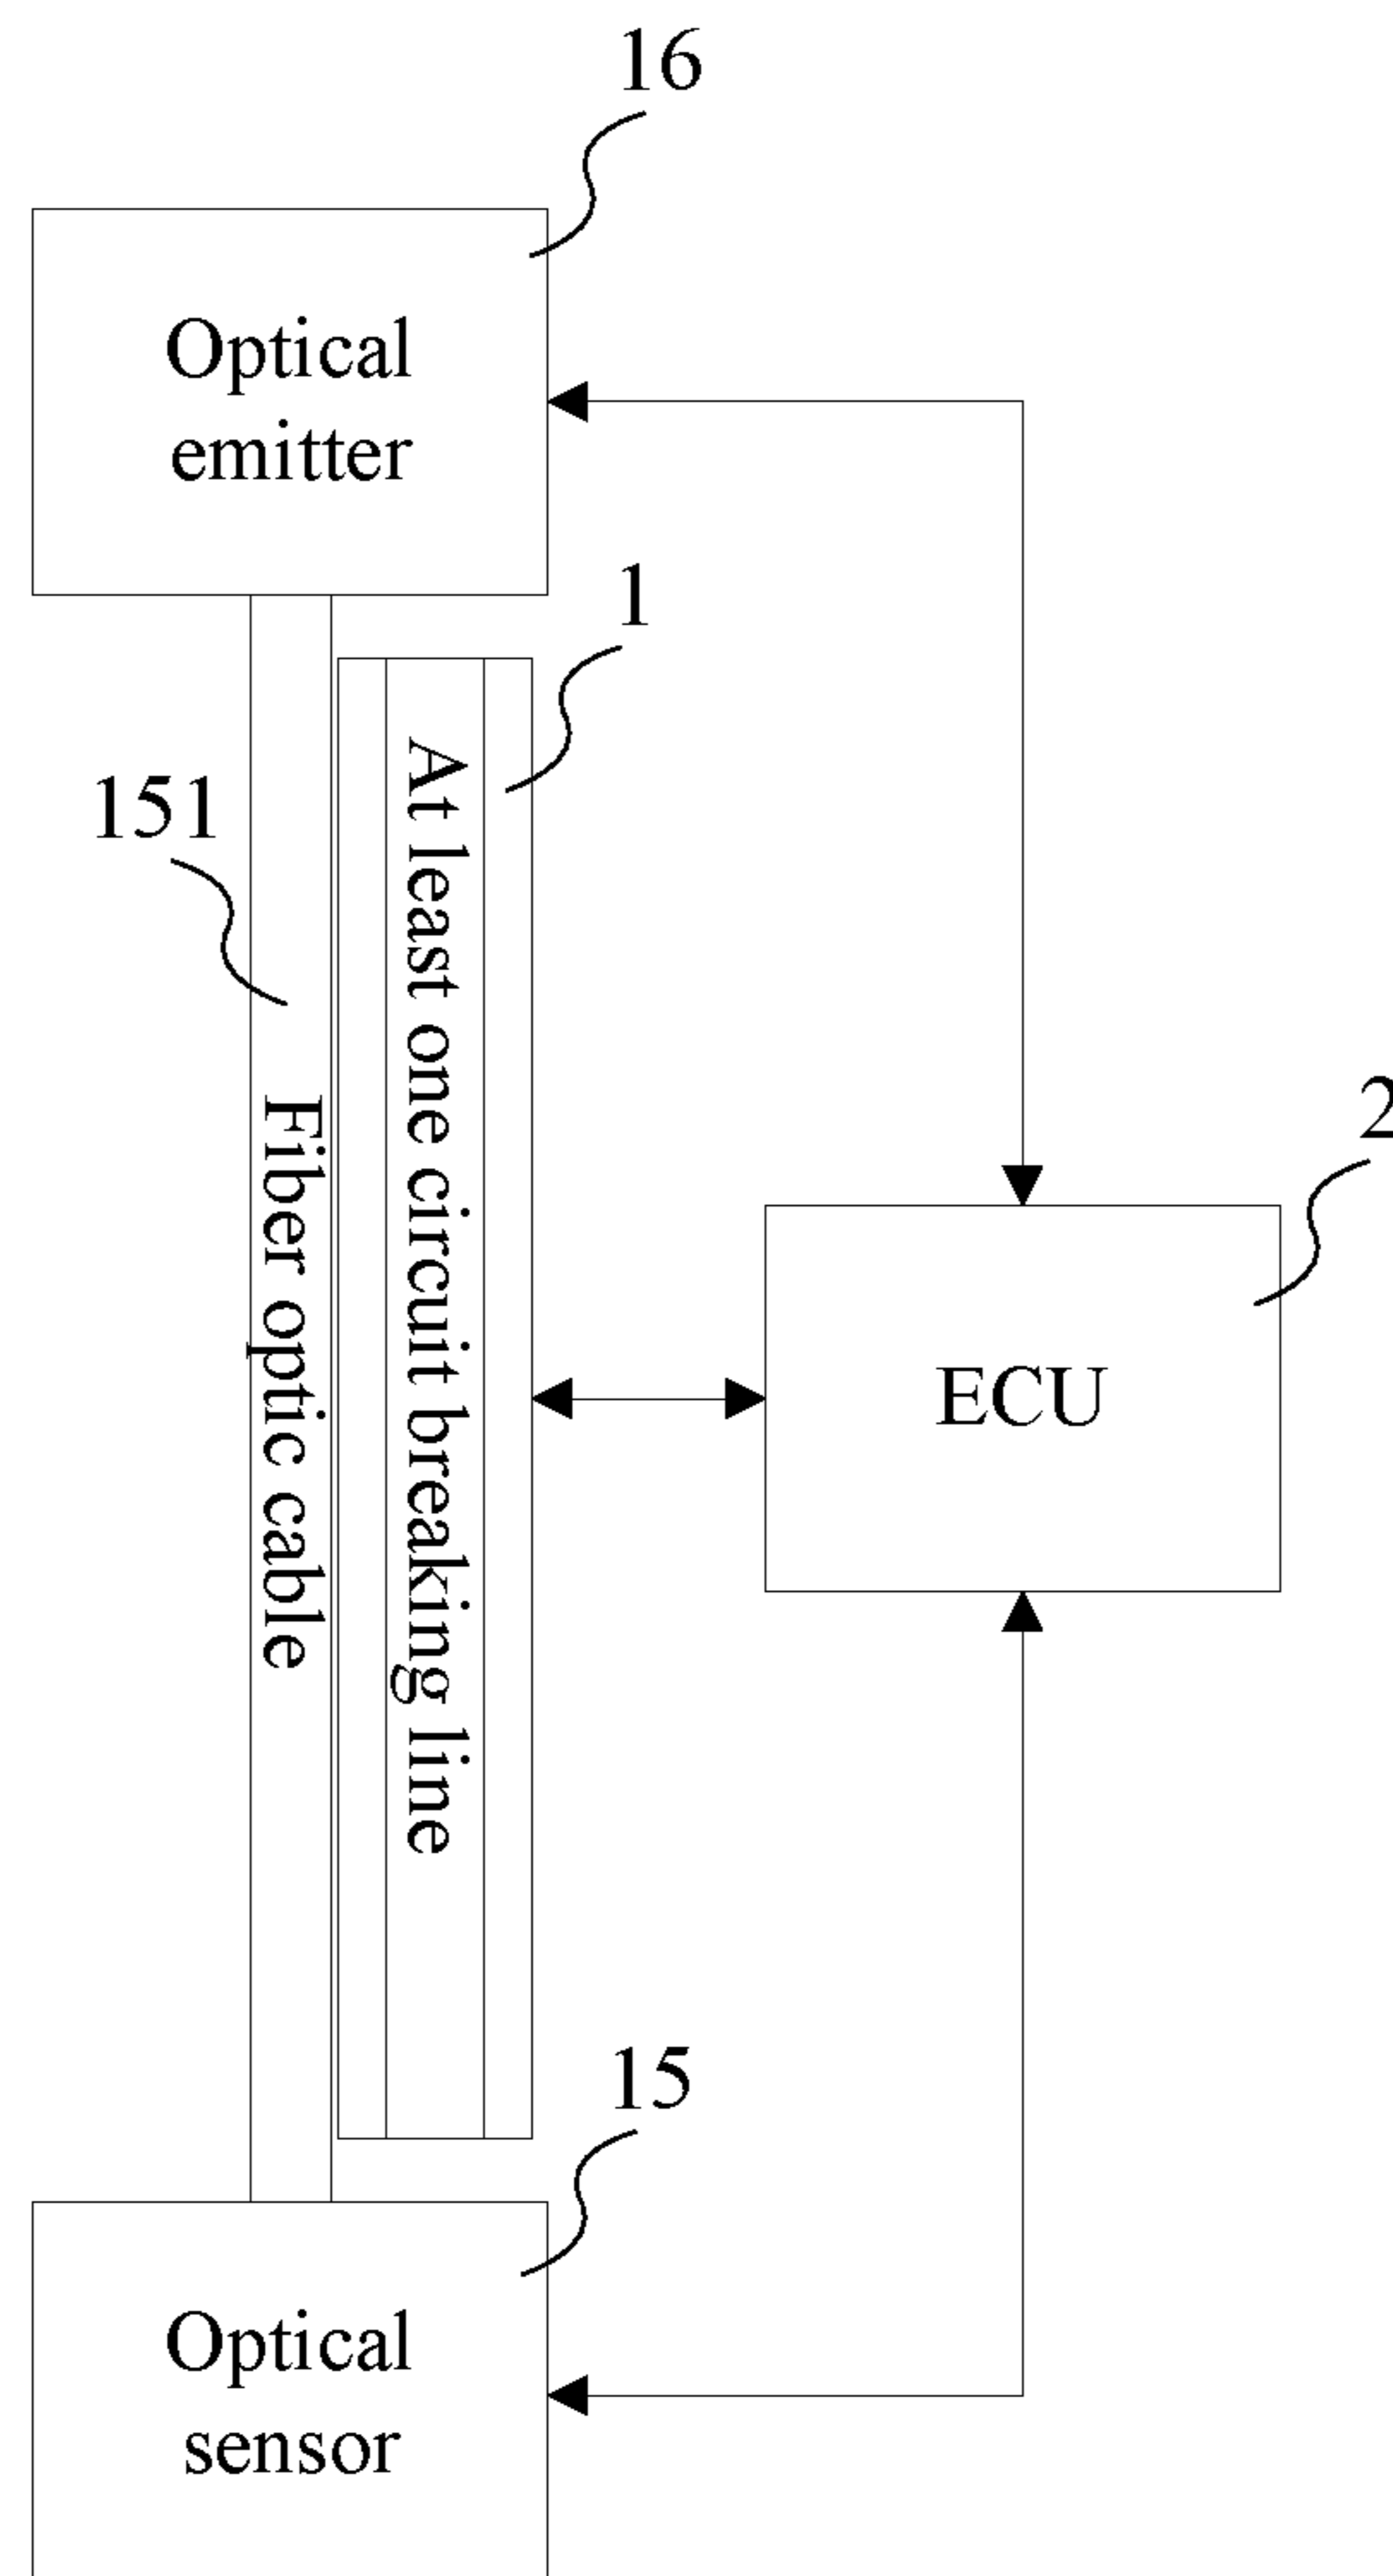 16
Optical
emitter
1
151
At least one circuit breaking line
Fiber optic cable
2
ECU
15
Optical
sensor